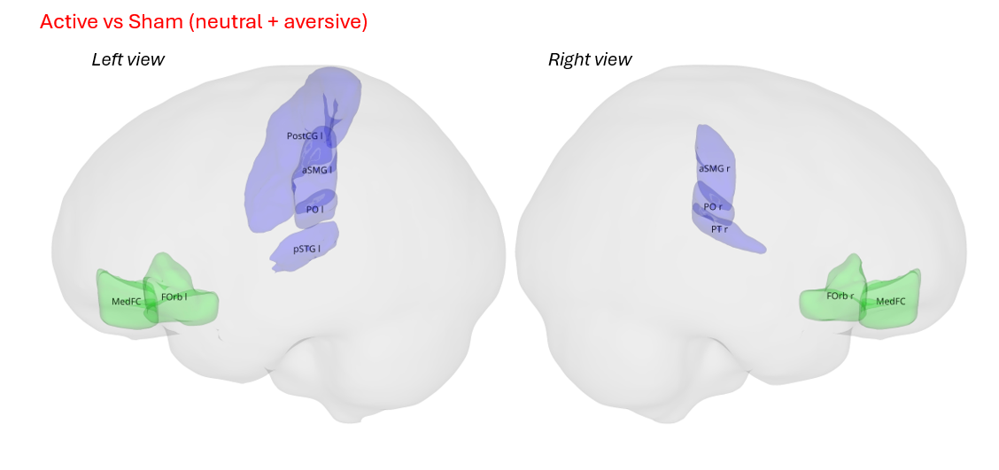 Active vs Sham (neutral + aversive)
Left view
Right view
PostCG l
aSMG l
PO l
pSTG l
MedFC
FOrb l
aSMG r
PO r
PT r
FOrb r
MedFC